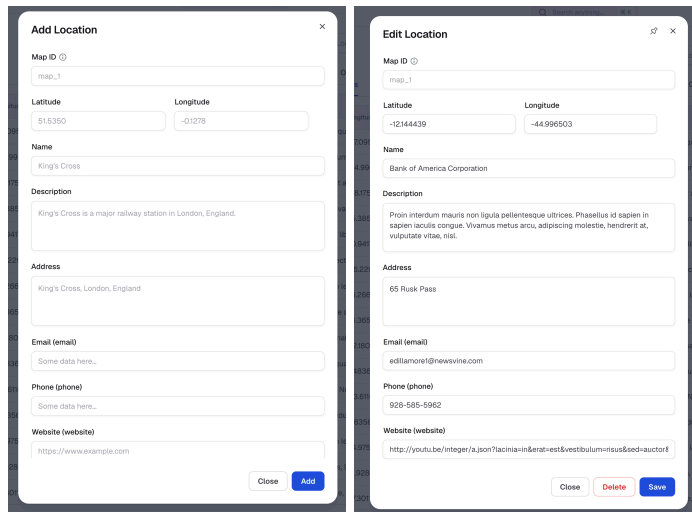 Add Location
Map ID
map_1
Latitude
Longitude
51.5350
-0.1278
Name
King's Cross
Description
King's Cross is a major railway station in London, England.
Address
King's Cross, London, England
Email (email)
Some data here...
Phone (phone)
Some data here...
Website (website)
https://www.example.com
Close
Add
Edit Location
Map ID
map_1
Latitude
Longitude
-12.144439
-44.996503
Name
Bank of America Corporation
Description
Proin interdum mauris non ligula pellentesque ultrices. Phasellus id sapien in
sapien iaculis congue. Vivamus metus arcu, adipiscing molestie, hendrerit at,
vulputate vitae, nisl.
Address
65 Rusk Pass
Email (email)
edillamore1@newsvine.com
Phone (phone)
928-585-5962
Website (website)
http://youtu.be/integer/a.json?lacinia=in&erat=est&vestibulum=risus&sed=auctor&
Close
Delete
Save